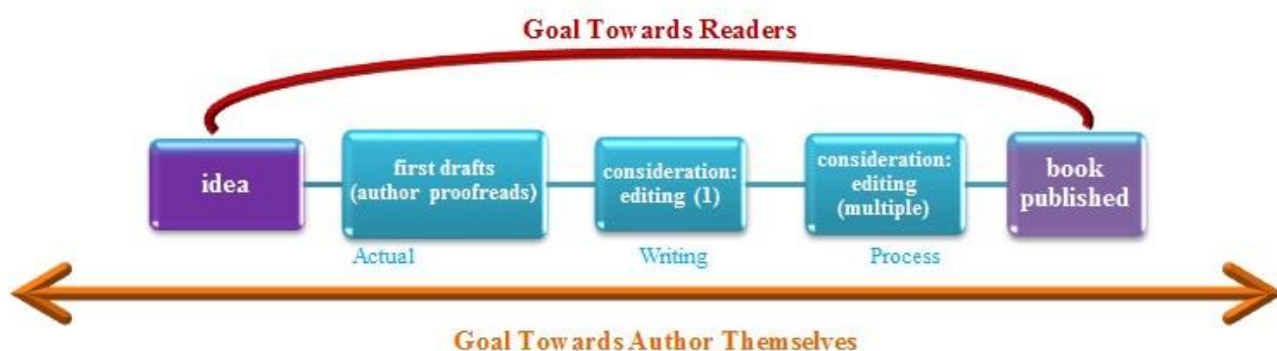 Goal Towards Readers
idea
first drafts
(author proofreads)
consideration:
editing (1)
consideration:
editing
(multiple)
book
published
Actual
Writing
Process
Goal Towards Author Themselves